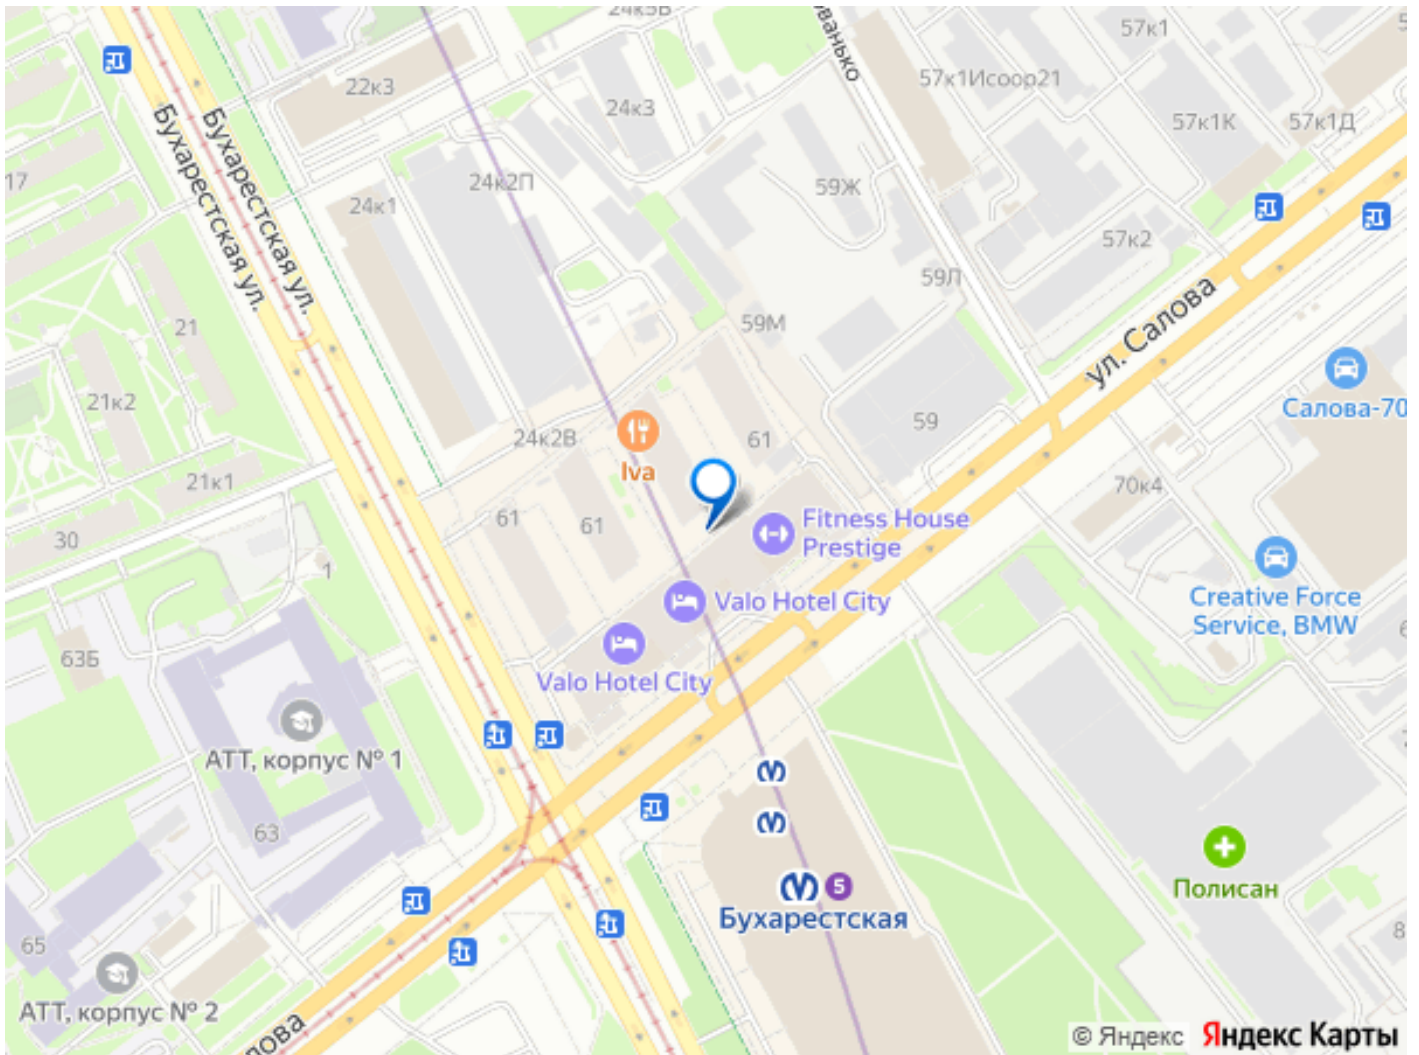 24к5В
ованько
57к1
22к3
57к1Исоор21
24к3
57к1К
57к1Д
Бухарестская ул.
Бухарестская ул.
17
24к2П
59Ж
24к1
57к2
59Л
ул. Салова
59М
21
21к2
Салова-70
24к2В
61
59
Iva
21к1
70к4
61
61
Fitness House
Prestige
30
1
Valo Hotel City
Creative Force
Service, BMW
63Б
Valo Hotel City
АТТ, корпус № 1
63
5
Бухарестская
Полисан
65
АТТ, корпус № 2
лова
© Яндекс
Яндекс Карты